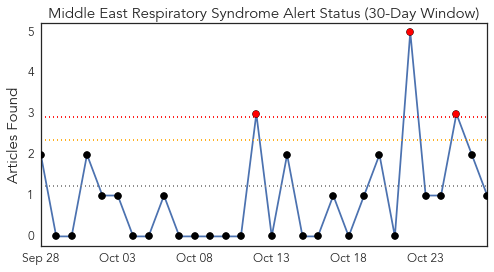 Middle East Respiratory Syndrome Alert Status (30-Day Window)
Articles Found
5
4
3
2
1
0
Sep 28 Oct 03 Oct 08 Oct 13 Oct 18 Oct 23